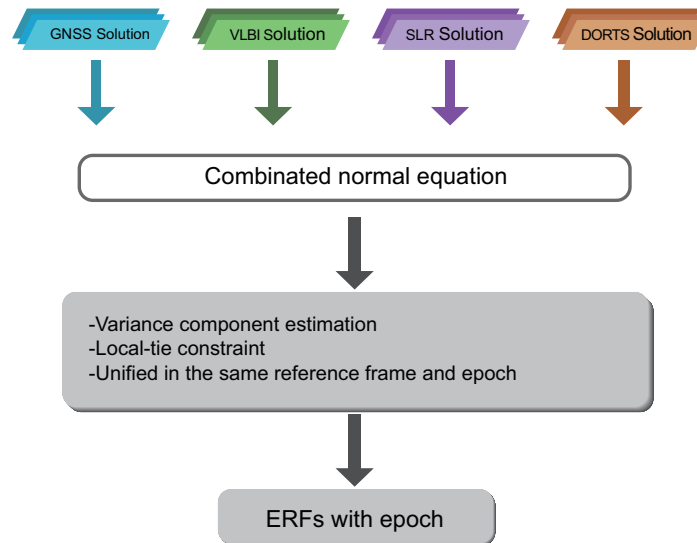 GNSS Solution
VLBI Solution
SLR Solution
DORTS Solution
Combinated normal equation
-Variance component estimation
-Local-tie constraint
-Unified in the same reference frame and epoch
ERFs with epoch